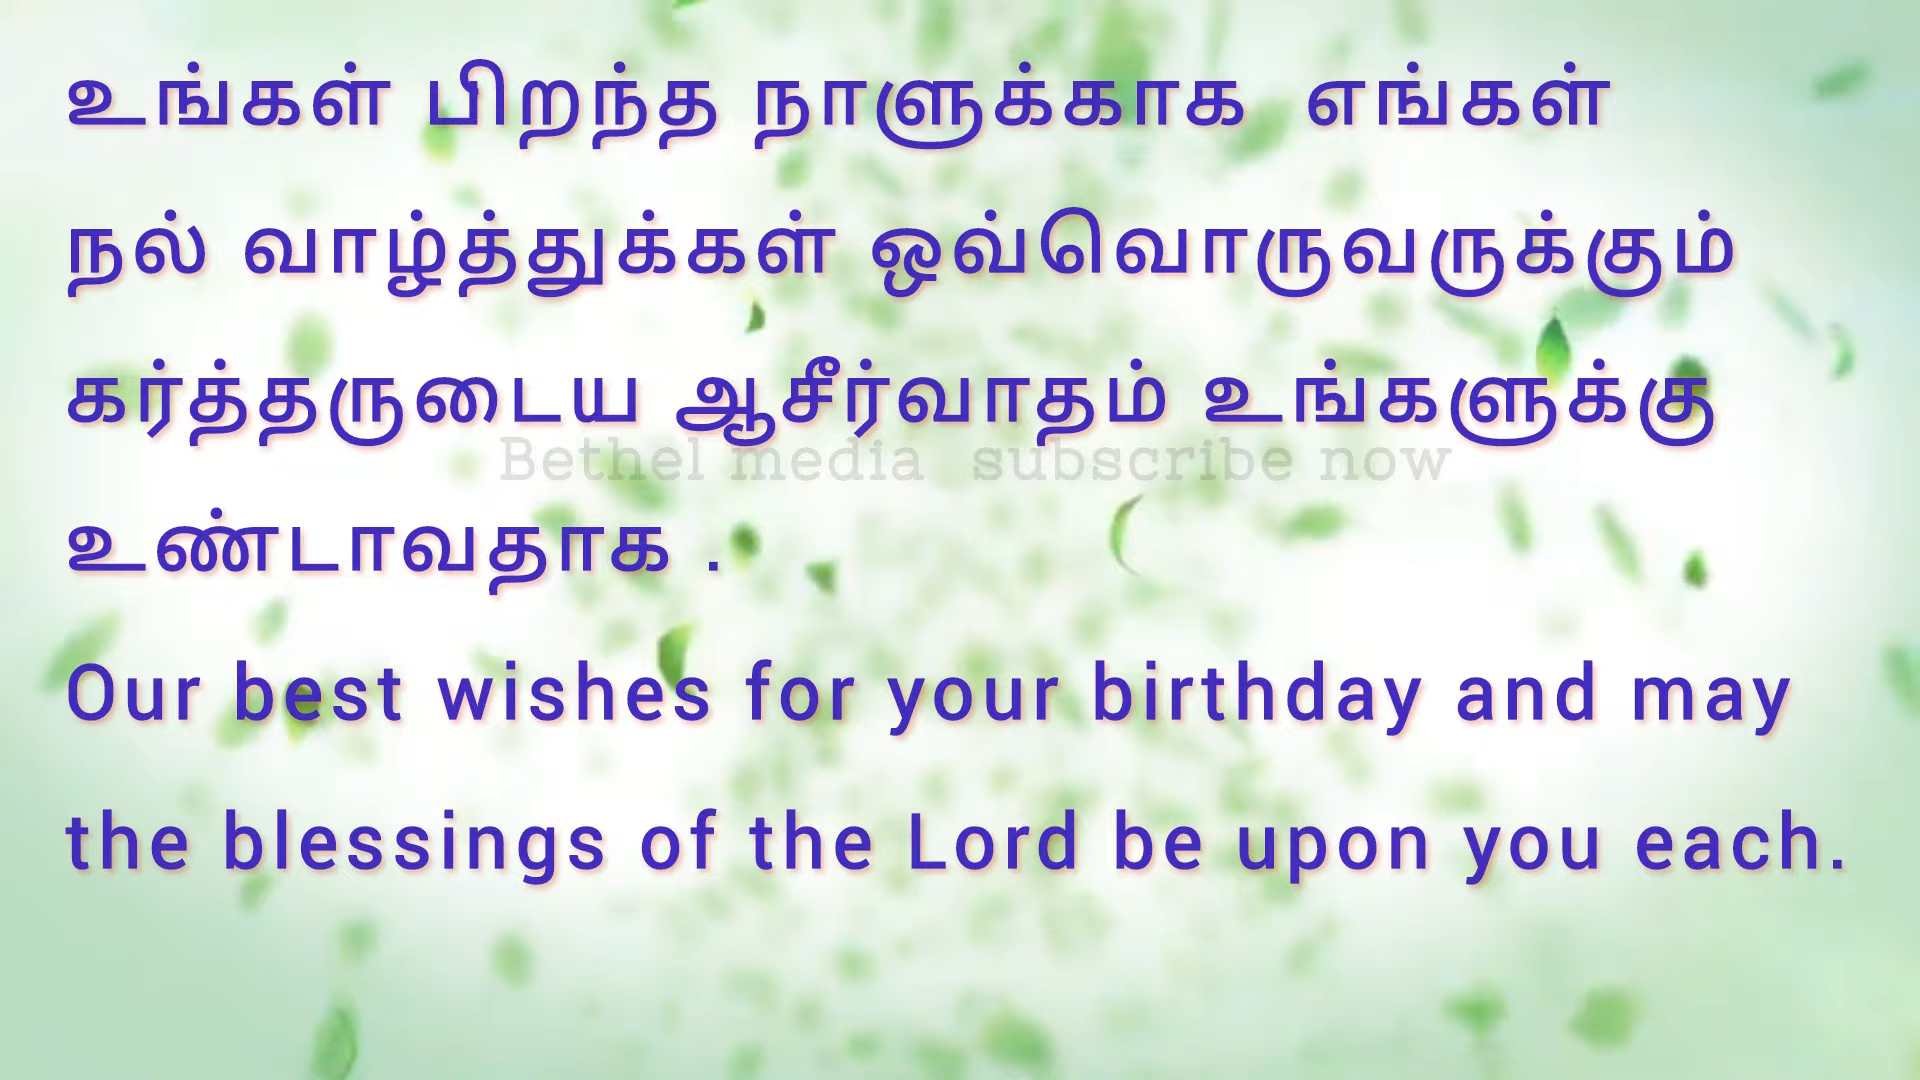 உங்கள் பிறந்த நாளுக்காக எங்கள்
நல் வாழ்த்துக்கள் ஒவ்வொருவருக்கும்
கர்த்தருடைய ஆசீர்வாதம் உங்களுக்கு
Bethel media subscribe now
உண்டாவதாக .
Our best wishes for your birthday and may
the blessings of the Lord be upon you each.